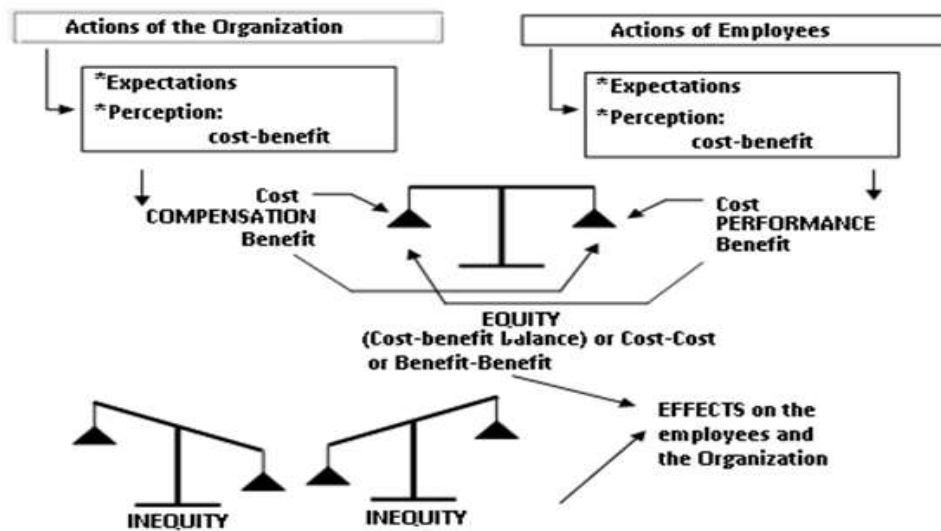 Actions of the Organization
Actions of Employees
*Expectations
*Perception:
cost-benefit
*Expectations
*Perception:
cost-benefit
Cost
COMPENSATION
Benefit
Cost
PERFORMANCE
Benefit
EQUITY
(Cost-benefit balance) or Cost-Cost
or Benefit-Benefit
EFFECTS on the
employees and
the Organization
INEQUITY
INEQUITY